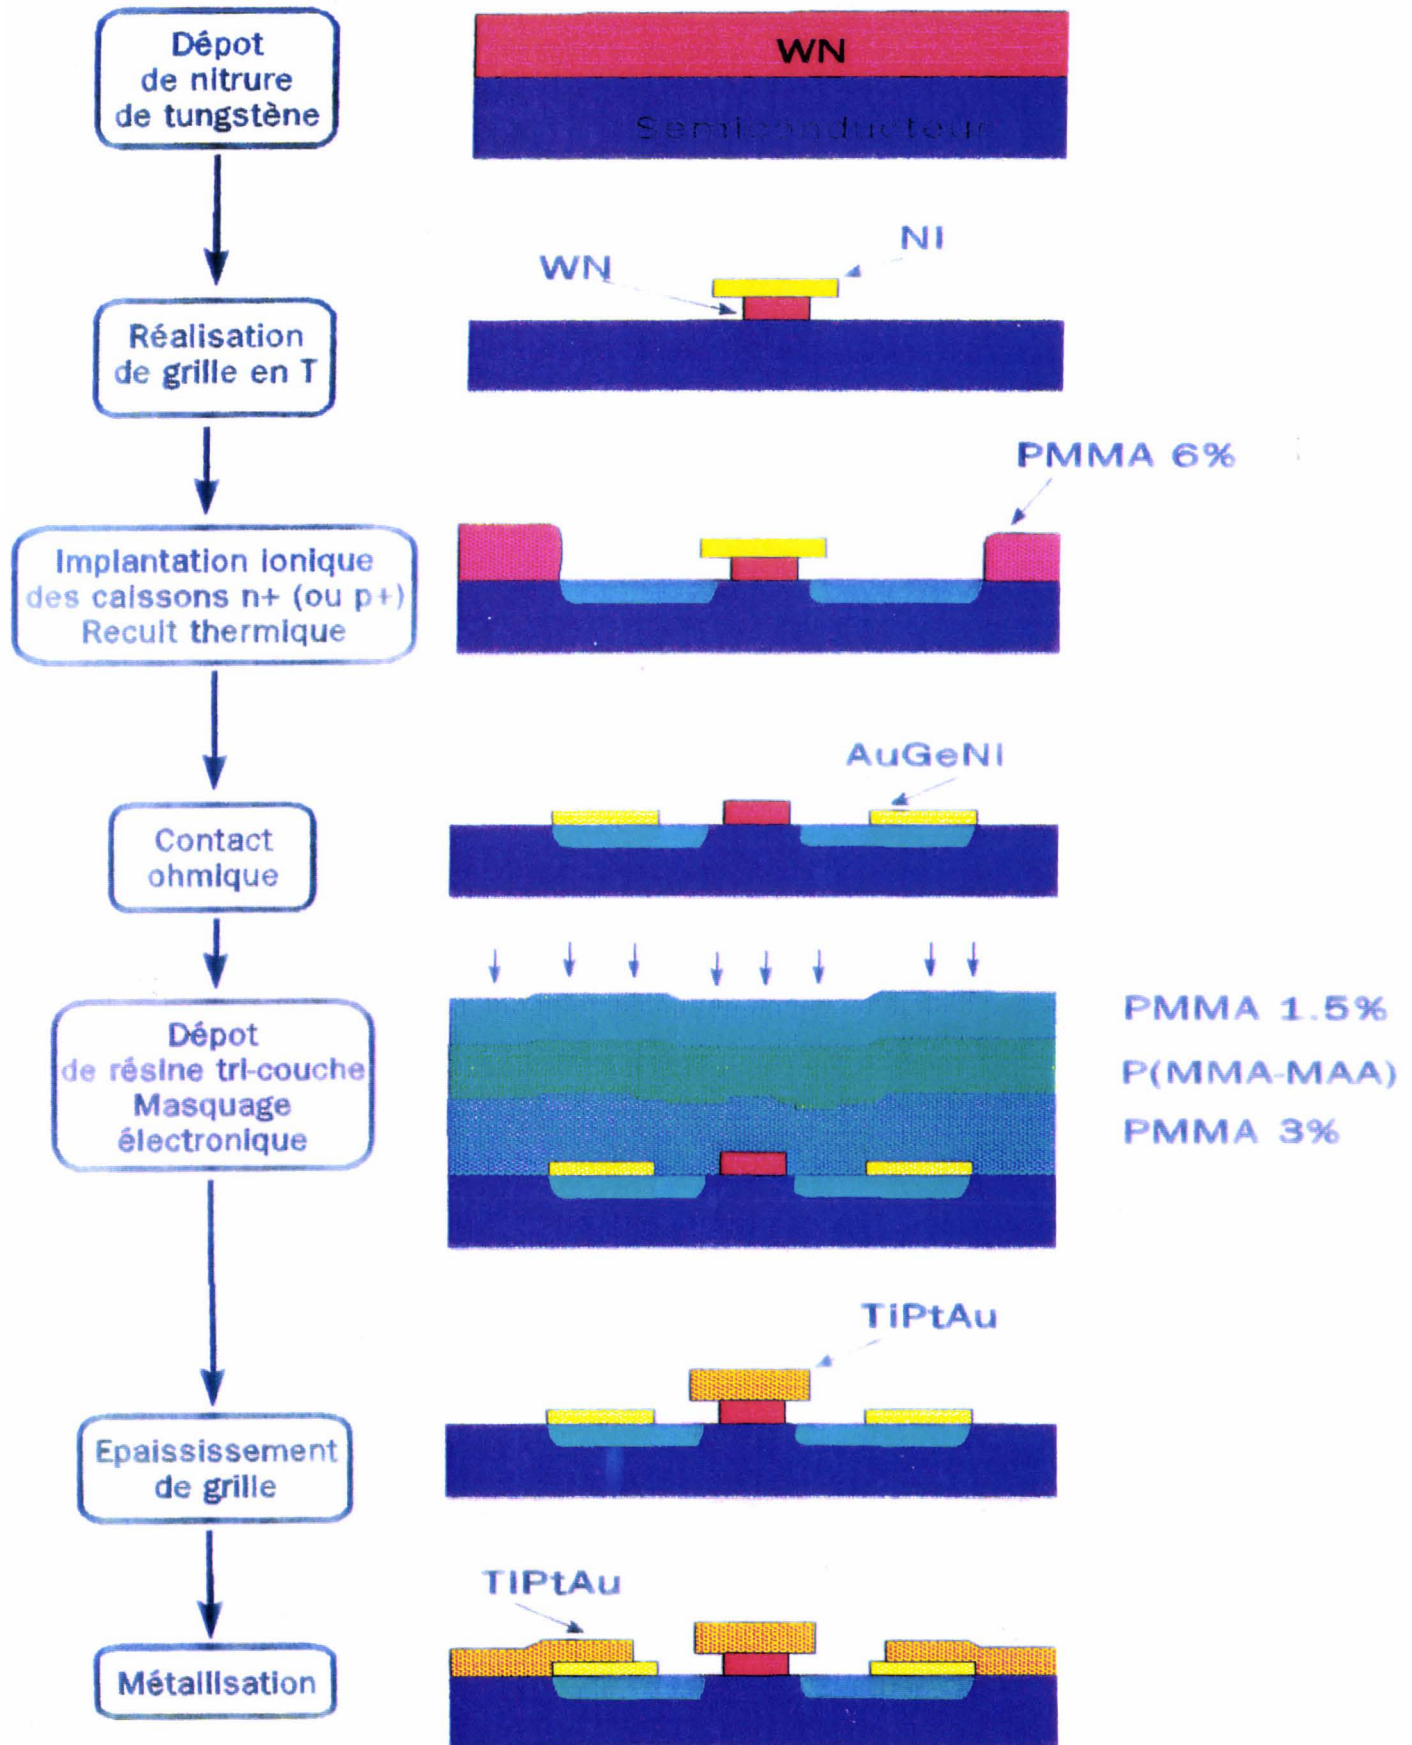 Dépot
de nitrure
de tungstène
WN
Semiconducteur
Réalisation
de grille en T
WN
Ni
Implantation ionique
des caissons n+ (ou p+)
Recuit thermique
PMMA 6%
Contact
ohmique
AuGeNi
Dépot
de résine tri-couche
Masquage
électronique
PMMA 1.5%
P(MMA-MAA)
PMMA 3%
Epaississement
de grille
TiPtAu
Métallisation
TiPtAu